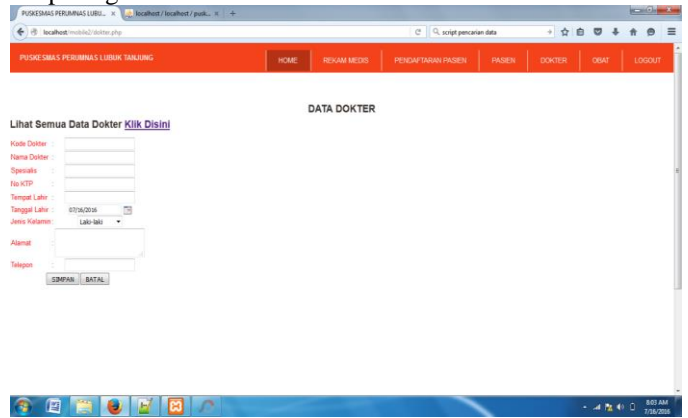 PUSKESMAS PERUMNAS LUBU... × localhost / localhost / pusk... × +
localhost/mobile2/dokter.php script pencarian data
PUSKESMAS PERUMNAS LUBUK TANJUNG HOME REKAM MEDIS PENDAFTARAN PASIEN PASIEN DOKTER OBAT LOGOUT
DATA DOKTER
Lihat Semua Data Dokter Klik Disini
Kode Dokter :
Nama Dokter :
Spesialis :
No KTP :
Tempat Lahir :
Tanggal Lahir : 07/16/2016
Jenis Kelamin : Laki-laki
Alamat :
Telepon :
SIMPAN BATAL
8:03 AM
7/16/2016